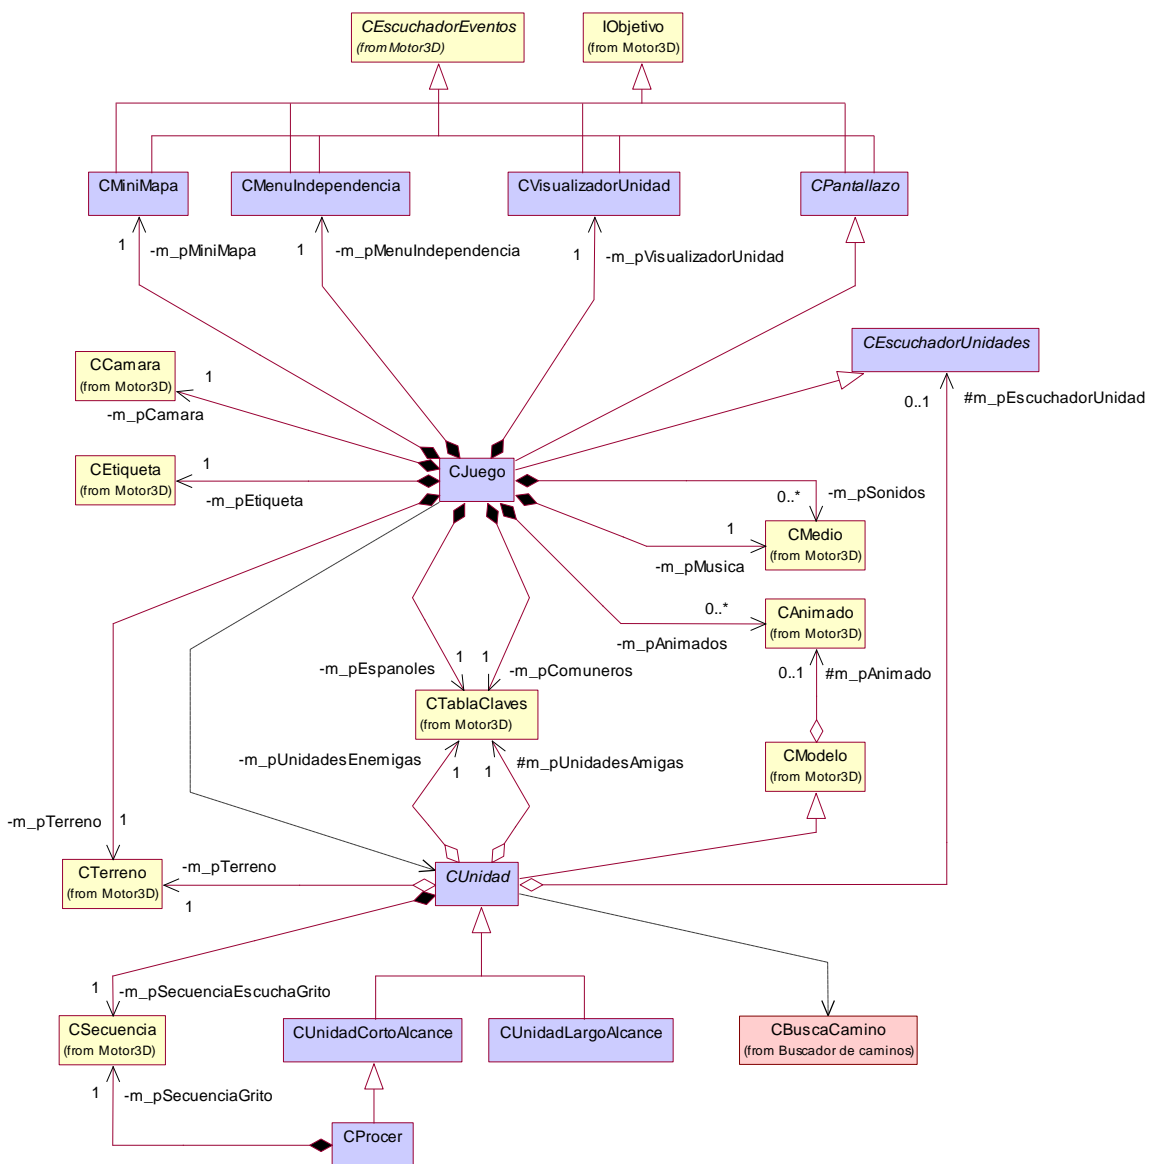 CEscuchadorEventos
(from Motor3D)
IObjetivo
(from Motor3D)
CMiniMapa
CMenuIndependencia
CVisualizadorUnidad
CPantallazo
1
-m_pMiniMapa
1
-m_pMenuIndependencia
1
-m_pVisualizadorUnidad
CEscuchadorUnidades
CCamara
(from Motor3D)
1
-m_pCamara
0..1
#m_pEscuchadorUnidad
CEtiqueta
(from Motor3D)
1
-m_pEtiqueta
CJuego
0..*
-m_pSonidos
CMedio
(from Motor3D)
1
-m_pMusica
CAnimado
(from Motor3D)
0..*
-m_pAnimados
-m_pEspanoles
1
1
-m_pComuneros
0..1
#m_pAnimado
CTablaClaves
(from Motor3D)
-m_pUnidadesEnemigas
1
1
#m_pUnidadesAmigas
CModelo
(from Motor3D)
-m_pTerreno
1
CTerreno
(from Motor3D)
-m_pTerreno
1
CUnidad
1
-m_pSecuenciaEscuchaGrito
CSecuencia
(from Motor3D)
CUnidadCortoAlcance
CUnidadLargoAlcance
CBuscaCamino
(from Buscador de caminos)
1
-m_pSecuenciaGrito
CProcer